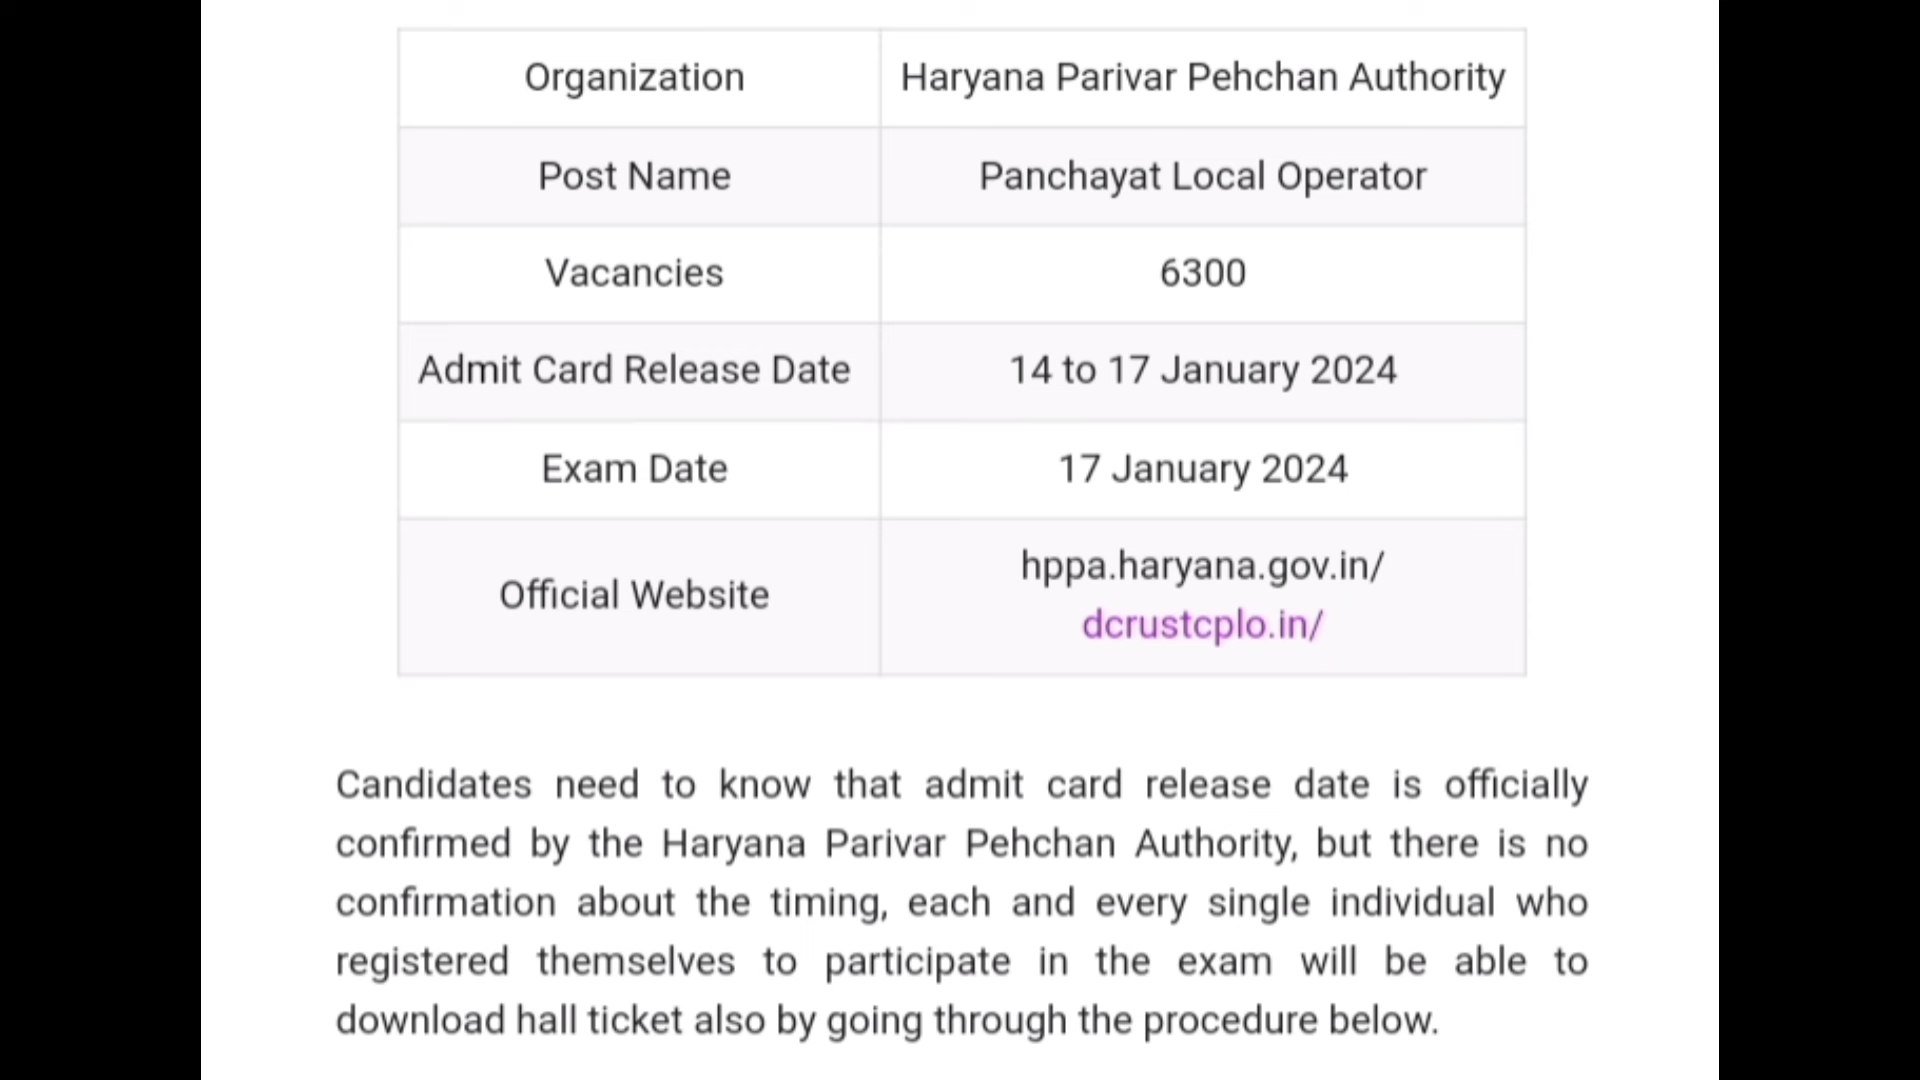 Organization Haryana Parivar Pehchan Authority
Post Name Panchayat Local Operator
Vacancies 6300
Admit Card Release Date 14 to 17 January 2024
Exam Date 17 January 2024
Official Website hppa.haryana.gov.in/
dcrustcplo.in/
Candidates need to know that admit card release date is officially
confirmed by the Haryana Parivar Pehchan Authority, but there is no
confirmation about the timing, each and every single individual who
registered themselves to participate in the exam will be able to
download hall ticket also by going through the procedure below.